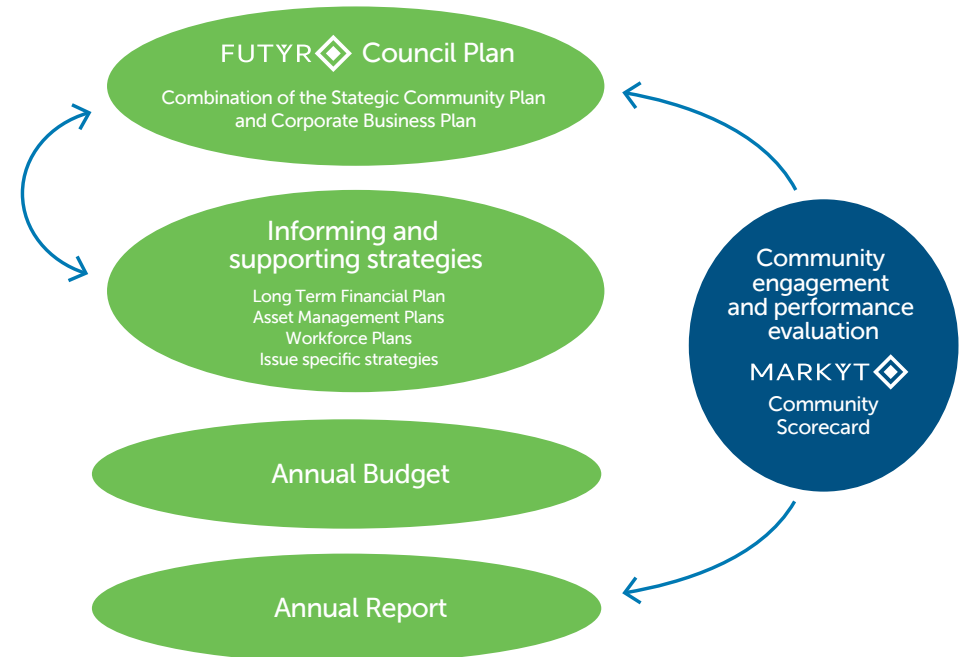 FUTYR Council Plan
Combination of the Stategic Community Plan
and Corporate Business Plan
Informing and
supporting strategies
Long Term Financial Plan
Asset Management Plans
Workforce Plans
Issue specific strategies
Annual Budget
Annual Report
Community
engagement
and performance
evaluation
MARKYT
Community
Scorecard